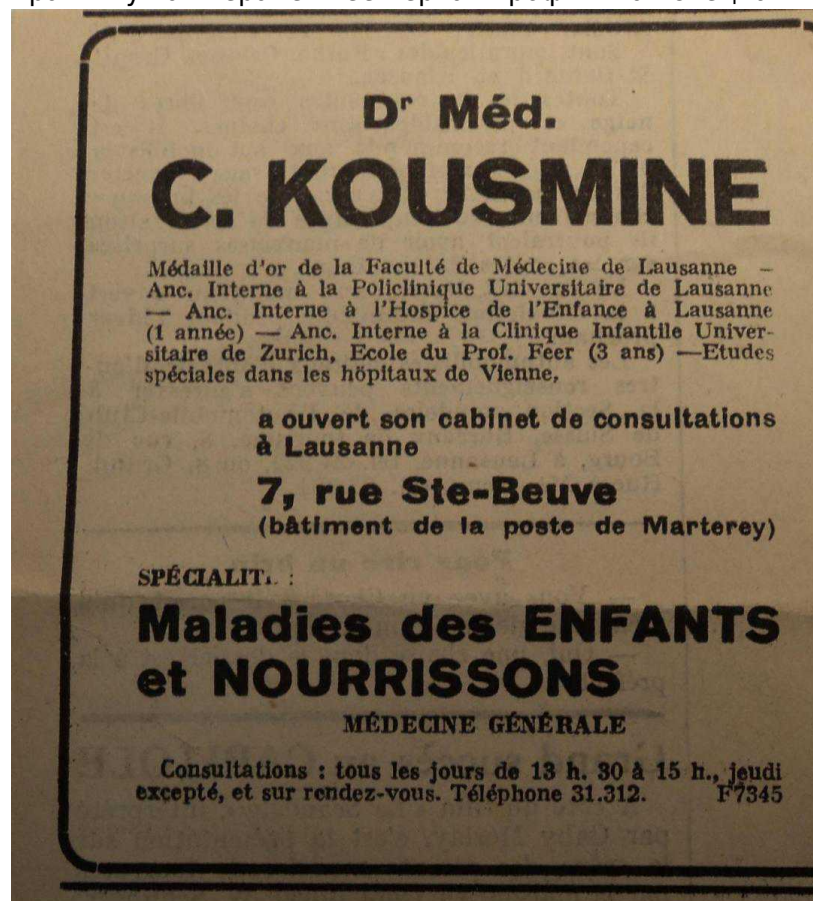 Dr Méd.
C. KOUSMINE
Médaille d'or de la Faculté de Médecine de Lausanne –
Anc. Interne à la Policlinique Universitaire de Lausanne
— Anc. Interne à l'Hospice de l'Enfance à Lausanne
(1 année) — Anc. Interne à la Clinique Infantile Univer-
sitaire de Zurich, Ecole du Prof. Feer (3 ans) —Etudes
spéciales dans les hôpitaux de Vienne,
a ouvert son cabinet de consultations
à Lausanne
7, rue Ste-Beuve
(bâtiment de la poste de Marterey)
SPÉCIALIT. :
Maladies des ENFANTS
et NOURRISSONS
MÉDECINE GÉNÉRALE
Consultations : tous les jours de 13 h. 30 à 15 h., jeudi
excepté, et sur rendez-vous. Téléphone 31.312. F7345